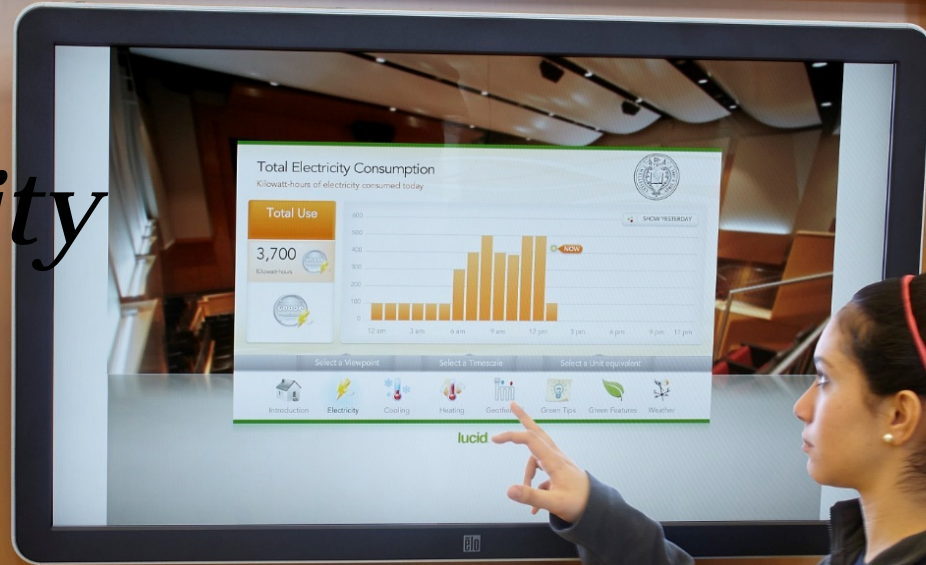 ity
Total Electricity Consumption
Kilowatt-hours of electricity consumed today
Total Use
3,700
Kilowatt-hours
SHOW YESTERDAY
600
500
400
300
200
100
0
NOW
12 am 3 am 6 am 9 am 12 pm 3 pm 6 pm 9 pm 11 pm
Select a Viewpoint Select a Timescale Select a Unit equivalent
Introduction Electricity Cooling Heating Green Tips Green Features Weather
lucid
elo